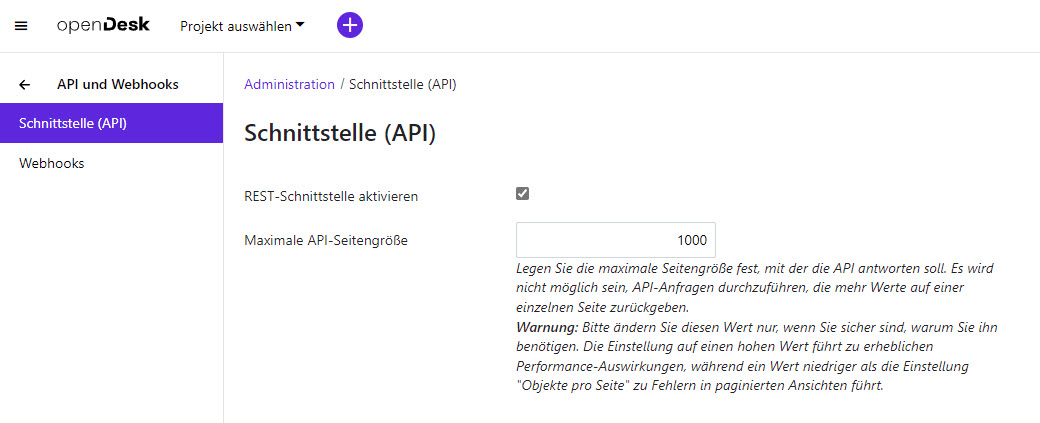 openDesk Projekt auswählen
API und Webhooks
Administration / Schnittstelle (API)
Schnittstelle (API)
Webhooks
Schnittstelle (API)
REST-Schnittstelle aktivieren
Maximale API-Seitengröße 1000
Legen Sie die maximale Seitengröße fest, mit der die API antworten soll. Es wird
nicht möglich sein, API-Anfragen durchzuführen, die mehr Werte auf einer
einzelnen Seite zurückgeben.
Warnung: Bitte ändern Sie diesen Wert nur, wenn Sie sicher sind, warum Sie ihn
benötigen. Die Einstellung auf einen hohen Wert führt zu erheblichen
Performance-Auswirkungen, während ein Wert niedriger als die Einstellung
"Objekte pro Seite" zu Fehlern in paginierten Ansichten führt.